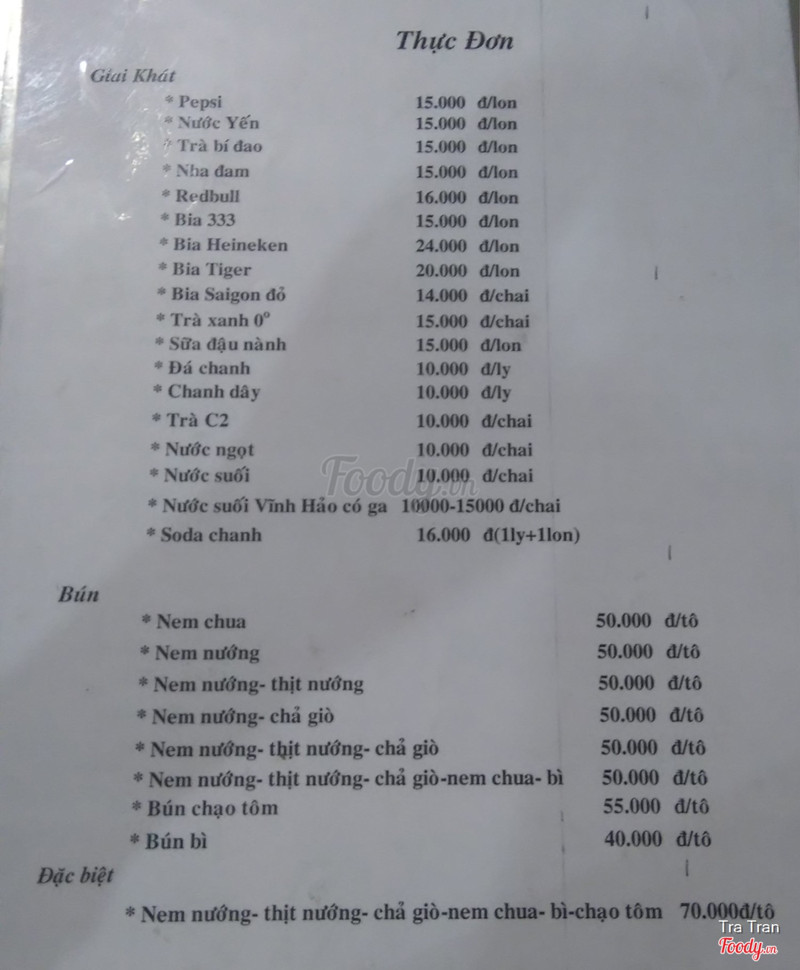 Thực Đơn
Giai Khát
* Pepsi 15.000 đ/lon
* Nước Yến 15.000 đ/lon
* Trà bí đao 15.000 đ/lon
* Nha đam 15.000 đ/lon
* Redbull 16.000 đ/lon
* Bia 333 15.000 đ/lon
* Bia Heineken 24.000 đ/lon
* Bia Tiger 20.000 đ/lon
* Bia Saigon đỏ 14.000 đ/chai
* Trà xanh 0° 15.000 đ/chai
* Sữa đậu nành 15.000 đ/lon
* Đá chanh 10.000 đ/ly
* Chanh dây 10.000 đ/ly
* Trà C2 10.000 đ/chai
* Nước ngọt 10.000 đ/chai
* Nước suối 10.000 đ/chai
Foody.vn
* Nước suối Vĩnh Hảo có ga 10000-15000 đ/chai
* Soda chanh 16.000 đ(1ly+1lon)
Bún
* Nem chua 50.000 đ/tô
* Nem nướng 50.000 đ/tô
* Nem nướng- thịt nướng 50.000 đ/tô
* Nem nướng- chả giò 50.000 đ/tô
* Nem nướng- thịt nướng- chả giò 50.000 đ/tô
* Nem nướng- thịt nướng- chả giò-nem chua- bì 50.000 đ/tô
* Bún chạo tôm 55.000 đ/tô
* Bún bì 40.000 đ/tô
Đặc biệt
* Nem nướng- thịt nướng- chả giò-nem chua- bì-chạo tôm 70.000đ/tô
Tra Tran
Foody.vn